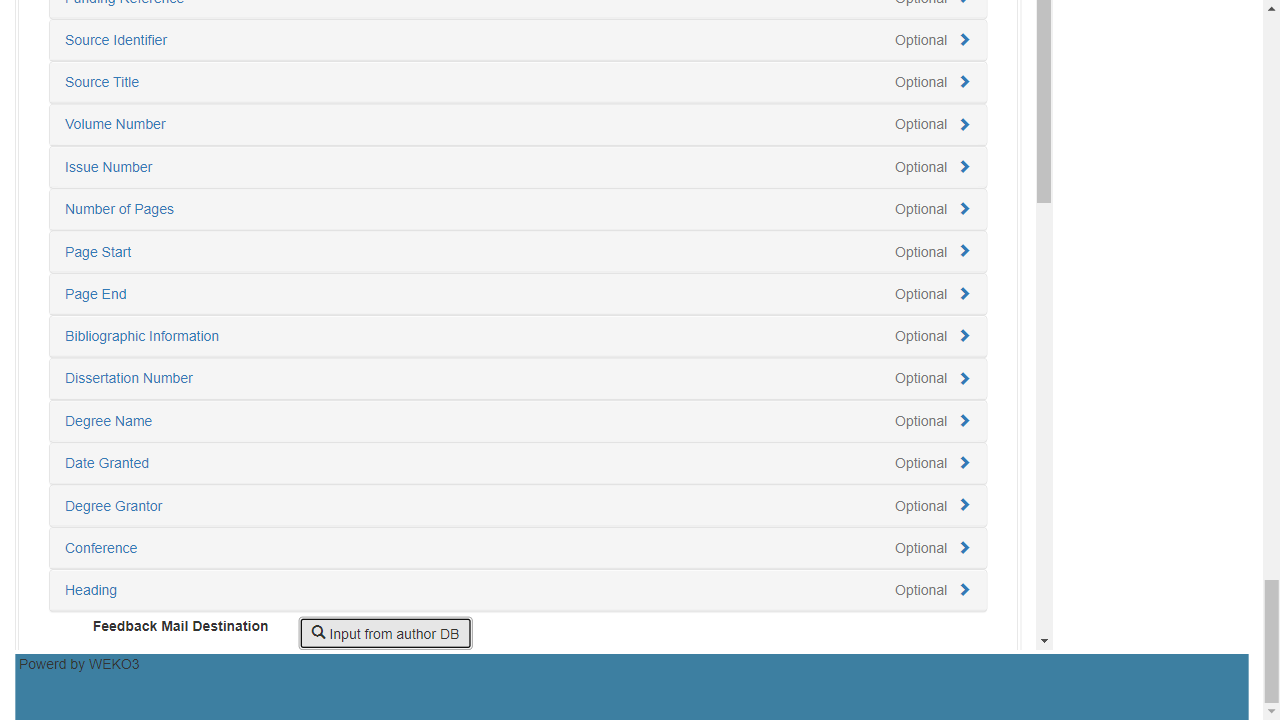 Funding Reference Optional
Source Identifier Optional
Source Title Optional
Volume Number Optional
Issue Number Optional
Number of Pages Optional
Page Start Optional
Page End Optional
Bibliographic Information Optional
Dissertation Number Optional
Degree Name Optional
Date Granted Optional
Degree Grantor Optional
Conference Optional
Heading Optional
Feedback Mail Destination Input from author DB
Powerd by WEKO3